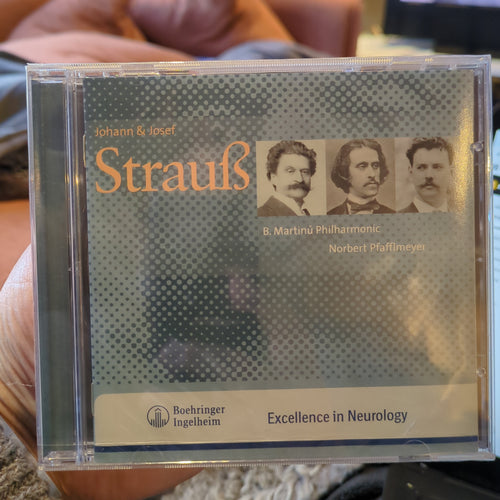 Johann & Josef
Strauß
B. Martinů Philharmonic
Norbert Pfafflmeyer
Boehringer
Ingelheim
Excellence in Neurology